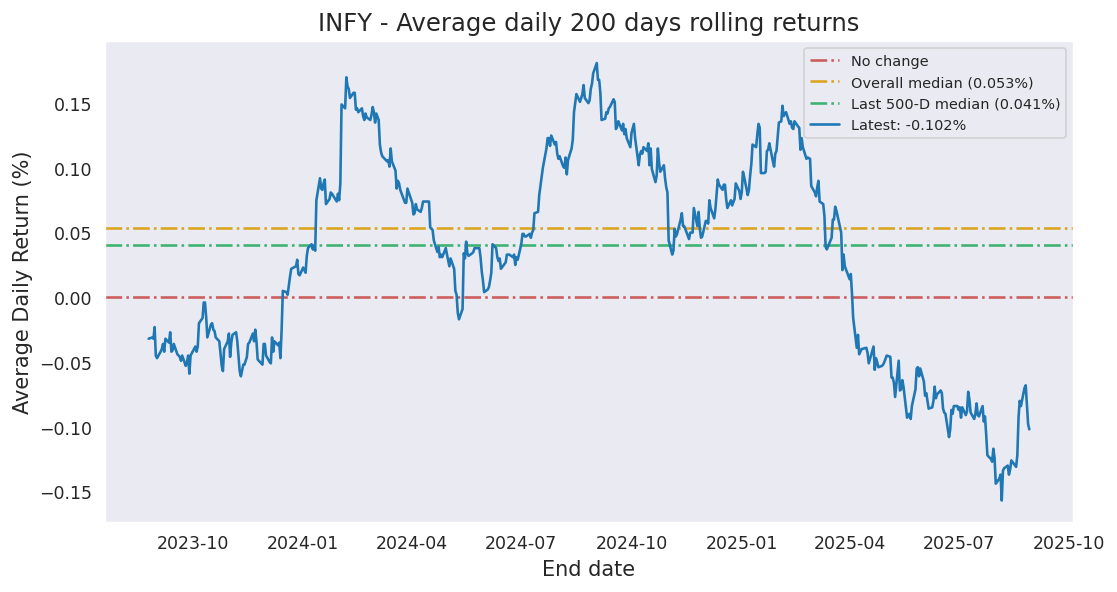 INFY - Average daily 200 days rolling returns
Average Daily Return (%)
0.15
0.10
0.05
0.00
−0.05
−0.10
−0.15
No change
Overall median (0.053%)
Last 500-D median (0.041%)
Latest: -0.102%
2023-10 2024-01 2024-04 2024-07 2024-10 2025-01 2025-04 2025-07 2025-10
End date